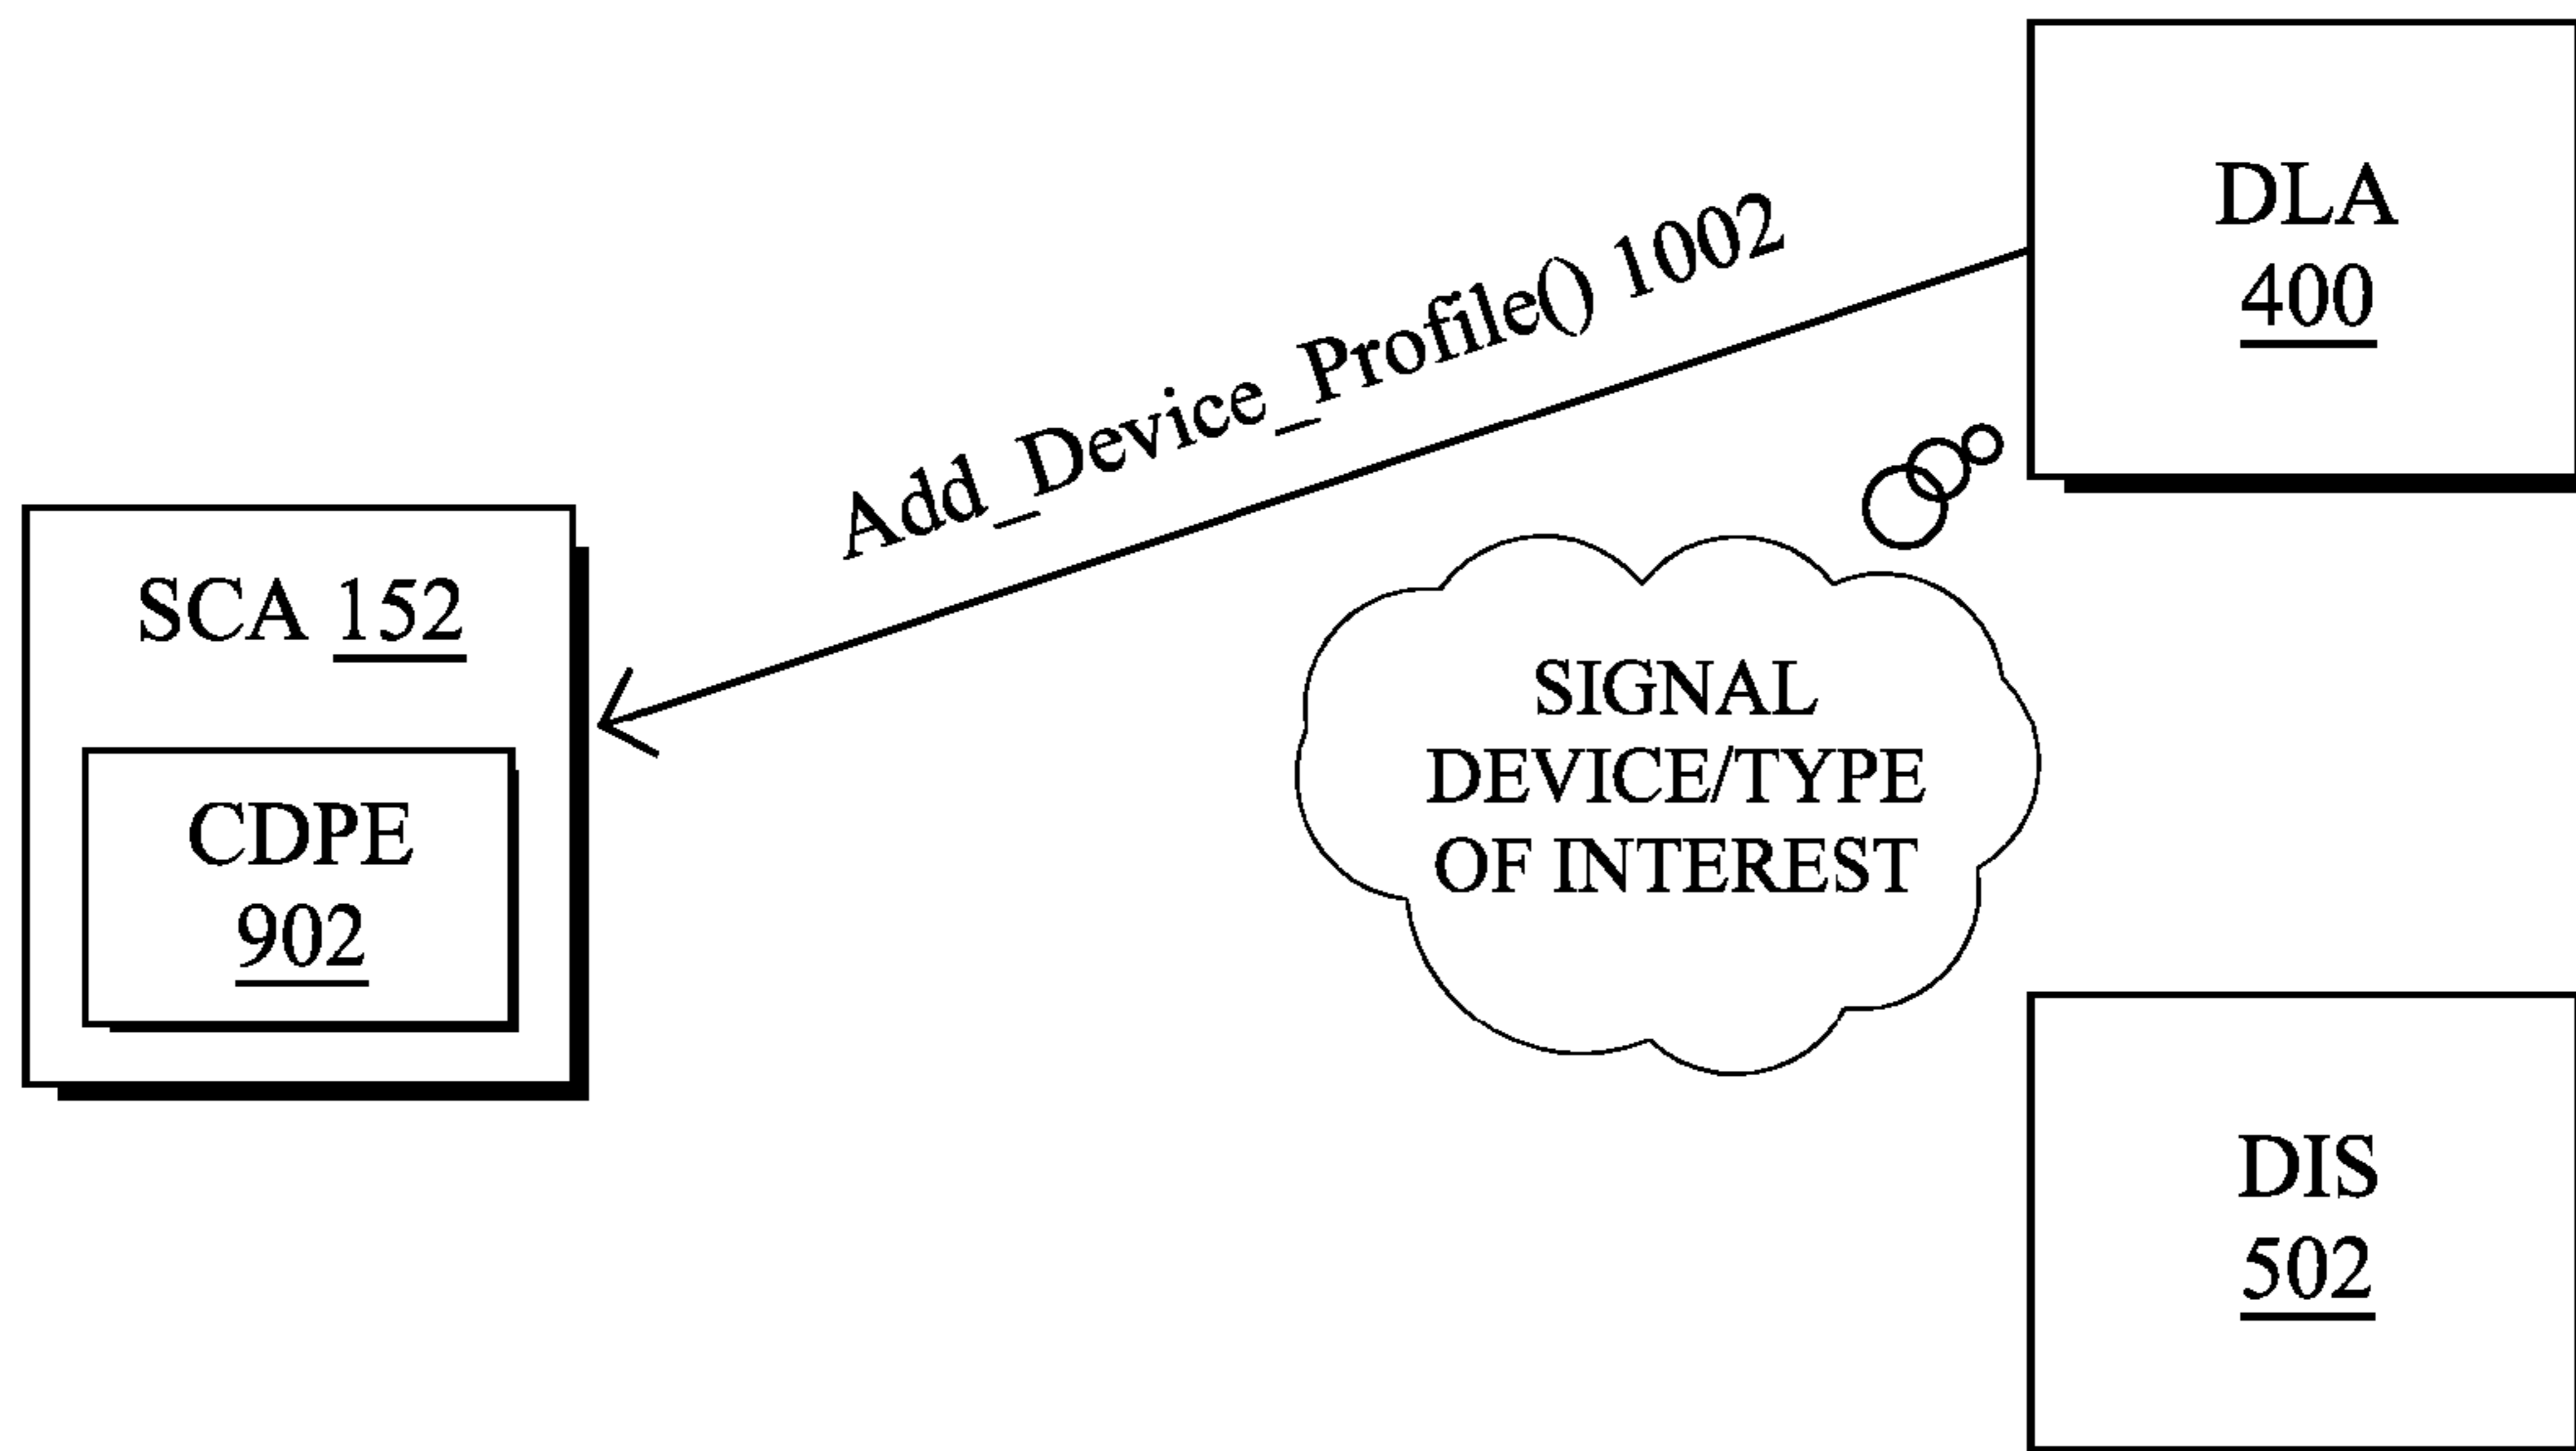 DLA
400
Add_Device_Profile() 1002
SCA 152
CDPE
902
SIGNAL
DEVICE/TYPE
OF INTEREST
DIS
502